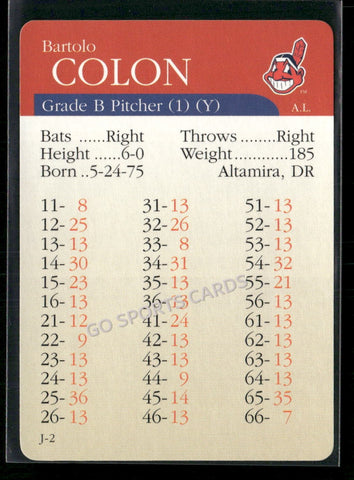 Bartolo
COLON
Grade B Pitcher (1) (Y)
A.L.
Bats ......Right Throws ........Right
Height ......6-0 Weight............185
Born ..5-24-75 Altamira, DR
11- 8 31-13 51-13
12-25 32-26 52-13
13-13 33- 8 53-13
14-30 34-31 54-32
15-23 35-13 55-21
16-13 36-13 56-13
21-12 41-24 61-13
22- 9 42-13 62-13
23-13 43-13 63-13
24-13 44- 9 64-13
25-36 45-14 65-35
26-13 46-13 66- 7
J-2
GO SPORTS CARDS